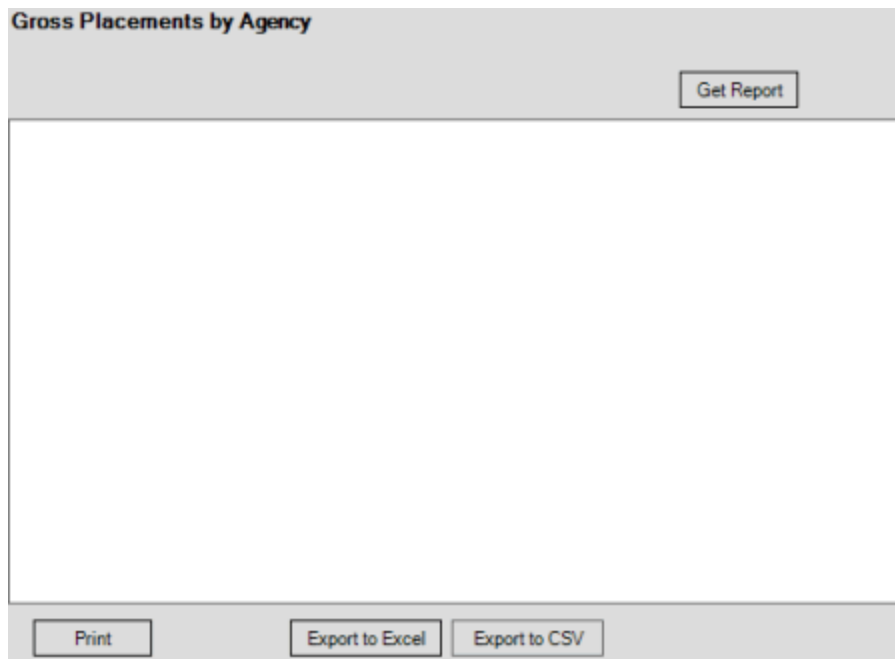 Gross Placements by Agency
Get Report
Print
Export to Excel
Export to CSV